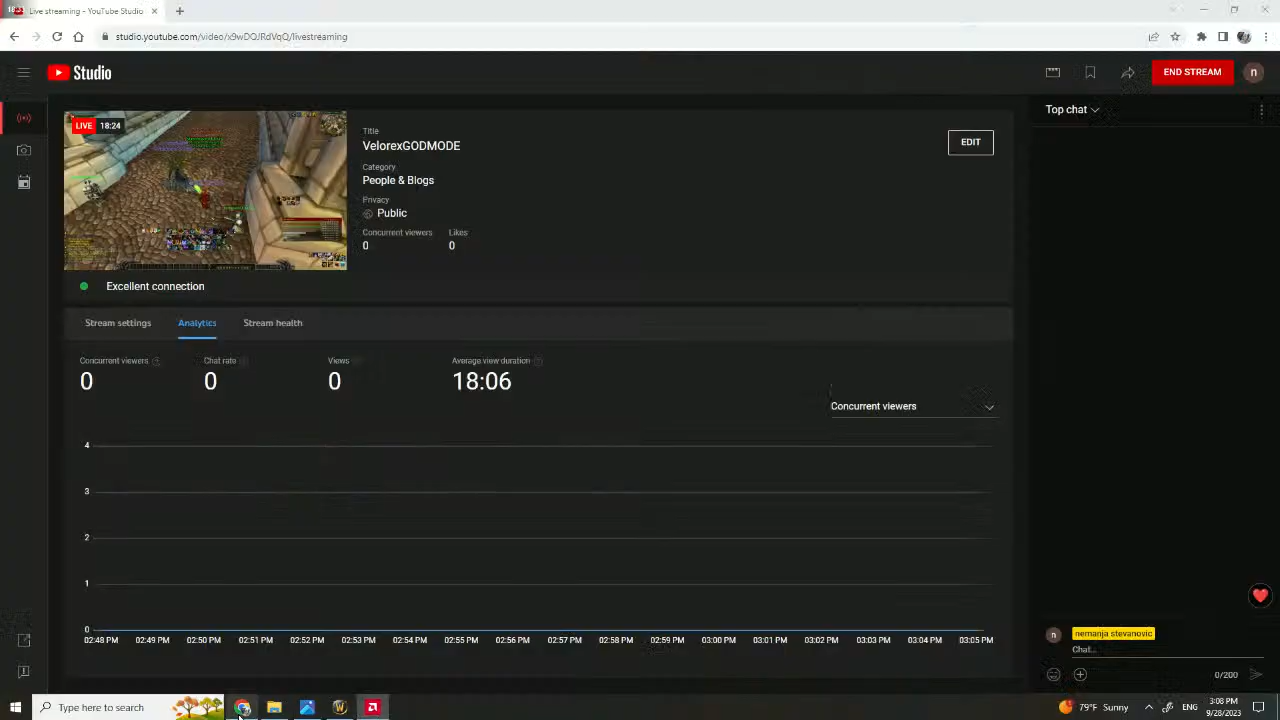 Live streaming - YouTube Studio
studio.youtube.com/video/x9wDQJRdVqQ/livestreaming
Studio
END STREAM
n
LIVE 18:24
Title
VelorexGODMODE
Category
People & Blogs
Privacy
Public
Concurrent viewers
0
Likes
0
EDIT
Top chat
Excellent connection
Stream settings
Analytics
Stream health
Concurrent viewers
0
Chat rate
0
Views
0
Average view duration
18:06
Concurrent viewers
4
3
2
1
0
02:48 PM 02:49 PM 02:50 PM 02:51 PM 02:52 PM 02:53 PM 02:54 PM 02:55 PM 02:56 PM 02:57 PM 02:58 PM 02:59 PM 03:00 PM 03:01 PM 03:02 PM 03:03 PM 03:04 PM 03:05 PM
n
nemanja stevanovic
Chat...
0/200
Type here to search
79°F Sunny
ENG
3:08 PM
9/28/2023